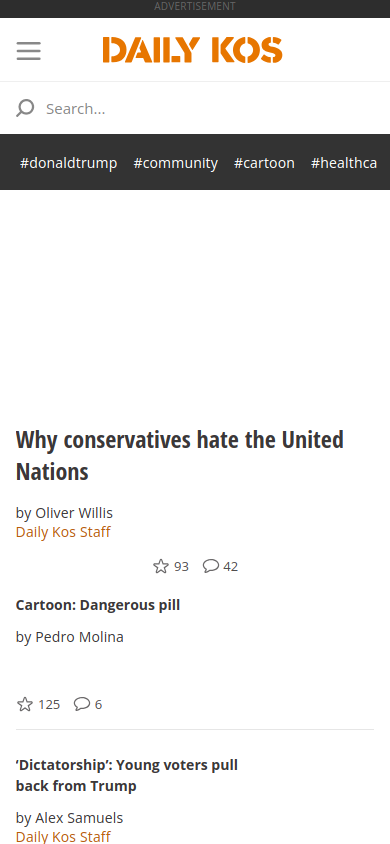 ADVERTISEMENT
DAILY KOS
Search...
#donaldtrump #community #cartoon #healthca
Why conservatives hate the United
Nations
by Oliver Willis
Daily Kos Staff
93 42
Cartoon: Dangerous pill
by Pedro Molina
125 6
‘Dictatorship’: Young voters pull
back from Trump
by Alex Samuels
Daily Kos Staff